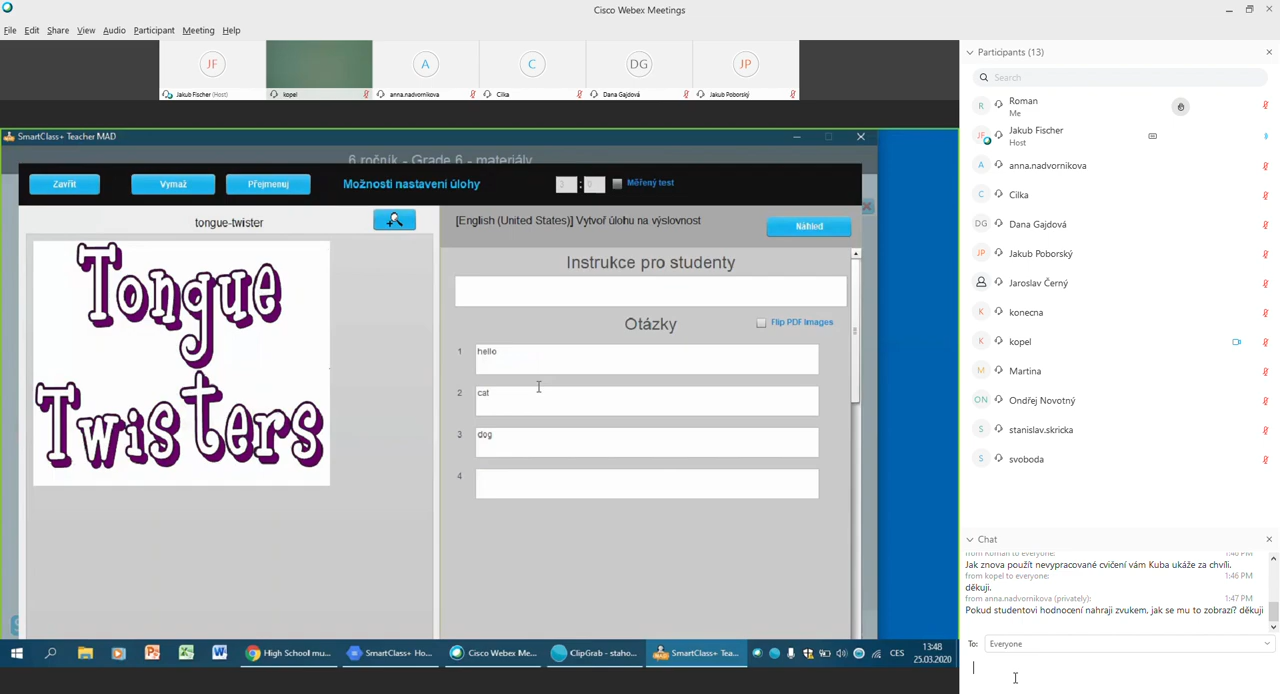 Cisco Webex Meetings
File Edit Share View Audio Participant Meeting Help
JF A C DG JP
Jakub Fischer (Host) kopel anna.nadvornikova Cilka Dana Gajdová Jakub Poborský
SmartClass+ Teacher MAD
6 ročník - Grade 6 - materiály
Zavřít Vymaž Přejmenuj Možnosti nastavení úlohy : Měřený test
tongue-twister
[English (United States)] Vytvoř úlohu na výslovnost
Náhled
Tongue
Twisters
Instrukce pro studenty
Otázky
Flip PDF Images
1 hello
2 cat
3 dog
4
Participants (13)
Search
R Roman
Me
JF Jakub Fischer
Host
A anna.nadvornikova
C Cilka
DG Dana Gajdová
JP Jakub Poborský
Jaroslav Černý
K konecna
K kopel
M Martina
ON Ondřej Novotný
S stanislav.skricka
S svoboda
Chat
from Roman to everyone: 1:46 PM
Jak znova použít nevypracované cvičení vám Kuba ukáže za chvíli.
from kopel to everyone: 1:46 PM
děkuji.
from anna.nadvornikova (privately): 1:47 PM
Pokud studentovi hodnocení nahraji zvukem, jak se mu to zobrazí? děkuji
To: Everyone
High School mu... SmartClass+ Ho... Cisco Webex Me... ClipGrab - staho... SmartClass+ Tea... CES 13:48
25.03.2020